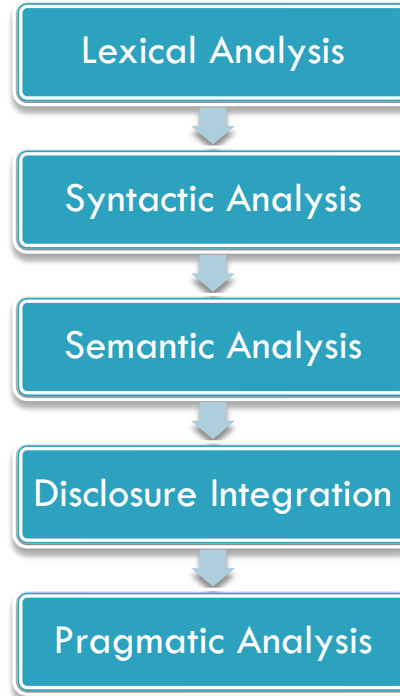 Lexical Analysis
Syntactic Analysis
Semantic Analysis
Disclosure Integration
Pragmatic Analysis